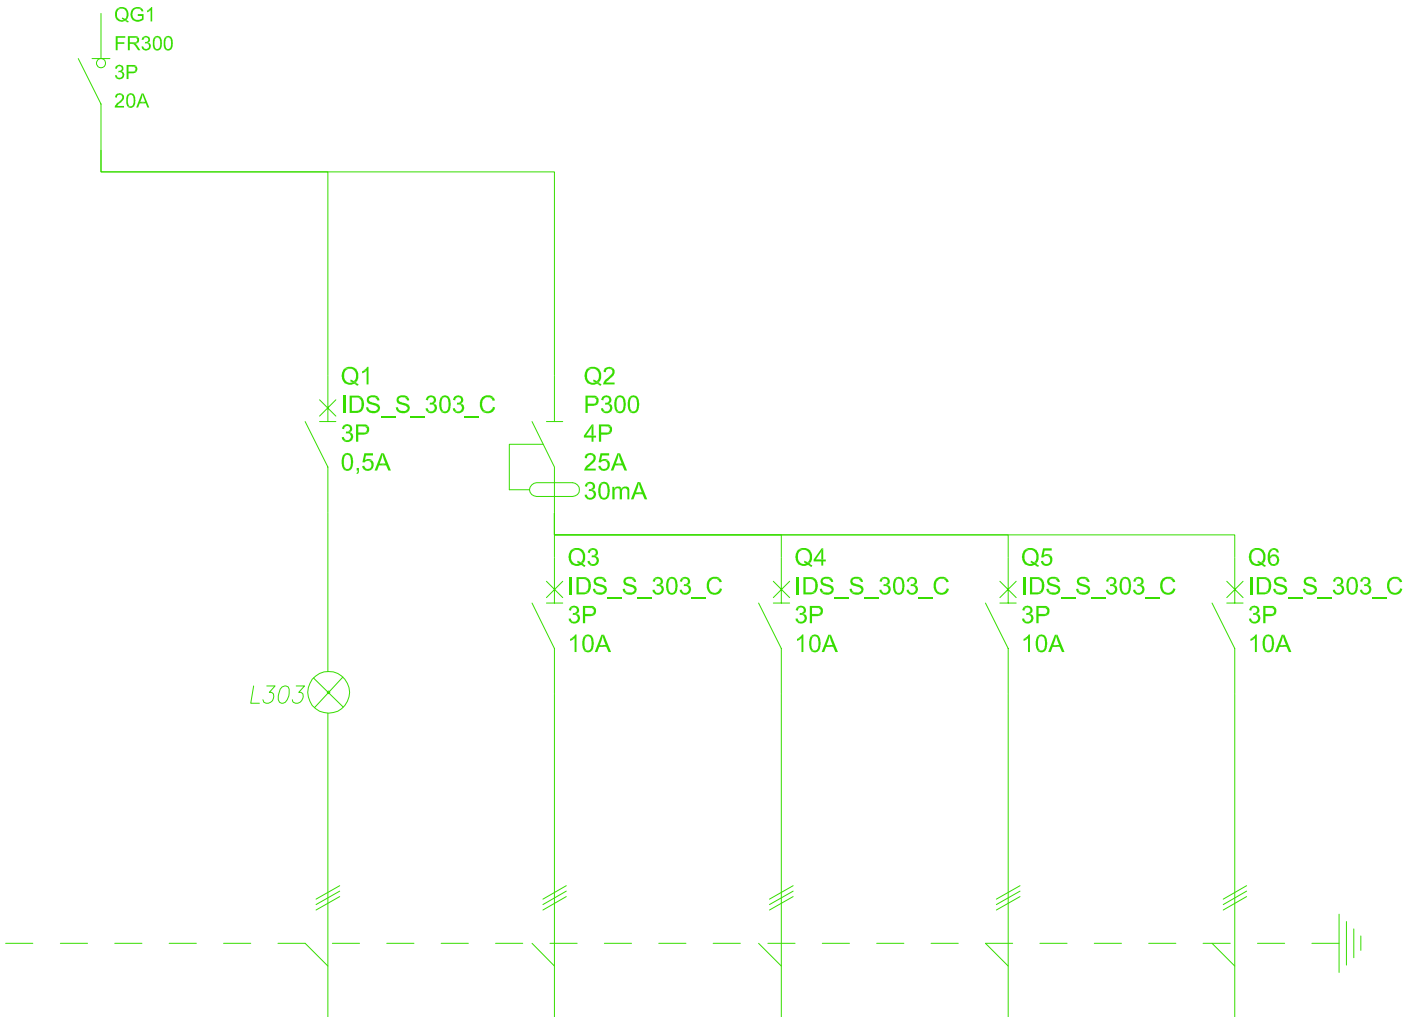 QG1
FR300
3P
20A
Q1
IDS_S_303_C
3P
0,5A
Q2
P300
4P
25A
30mA
Q3
IDS_S_303_C
3P
10A
Q4
IDS_S_303_C
3P
10A
Q5
IDS_S_303_C
3P
10A
Q6
IDS_S_303_C
3P
10A
L303